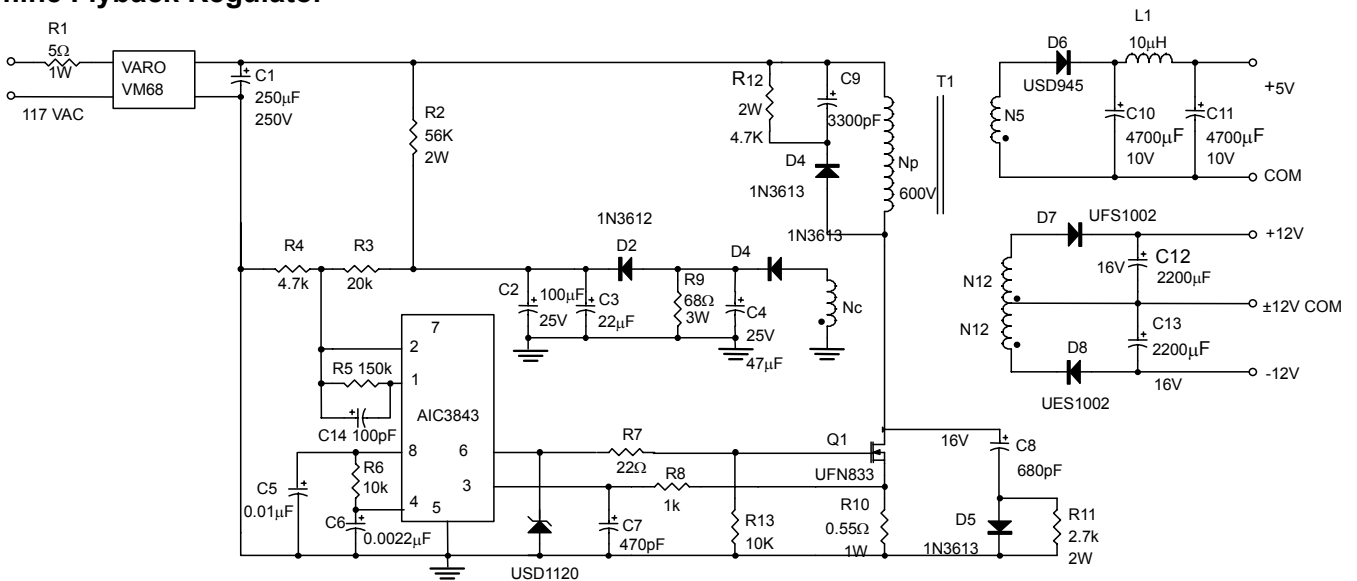 R1
5Ω
1W
VARO
VM68
117 VAC
C1
250μF
250V
R2
56K
2W
R12
2W
4.7K
C9
3300pF
D4
1N3613
Np
600V
T1
1N3613
R4
4.7k
R3
20k
1N3612
D2
D4
C2
100μF
25V
C3
22μF
R9
68Ω
3W
C4
25V
47μF
Nc
7
2
1
R5 150k
C14 100pF
AIC3843
8
6
3
4
5
R6
10k
C5
0.01μF
C6
0.0022μF
USD1120
R7
22Ω
R8
1k
C7
470pF
R13
10K
Q1
UFN833
R10
0.55Ω
1W
16V
C8
680pF
D5
1N3613
R11
2.7k
2W
L1
10μH
D6
USD945
N5
C10
4700μF
10V
C11
4700μF
10V
+5V
COM
D7
UFS1002
+12V
N12
16V
C12
2200μF
±12V COM
N12
C13
2200μF
D8
UES1002
16V
-12V